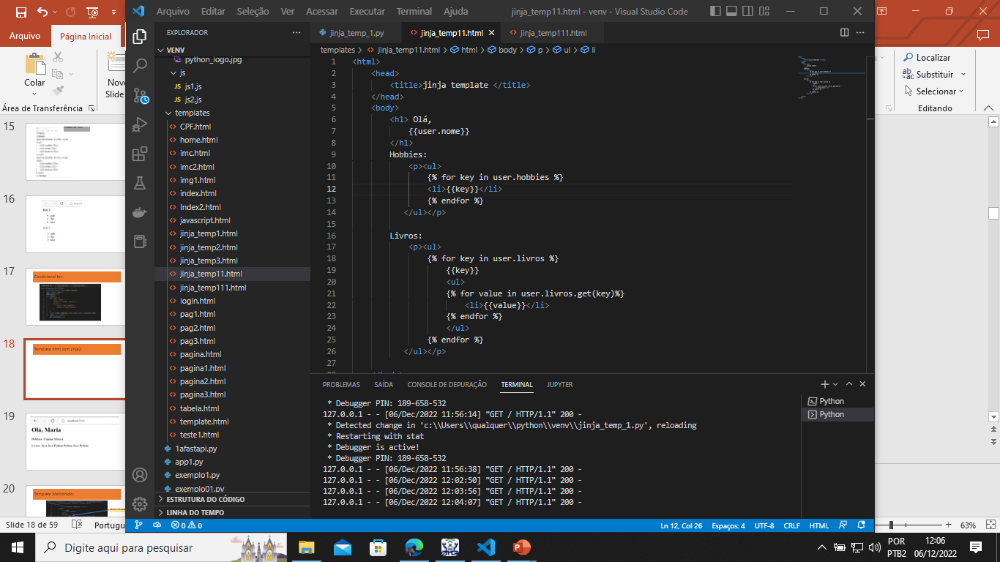 Arquivo Editar Seleção Ver Acessar Executar Terminal Ajuda
jinja_temp11.html - venv - Visual Studio Code
Arquivo
Página Inicial
Colar
Novo
Slide
Área de Transferência
Localizar
Substituir
Selecionar
Editando
15
16
17
Condicional for:
18
Template html com jinja2:
19
localhost
Olá, Maria
20
Template Melhorado:
EXPLORADOR
VENV
python_logo.jpg
js
JS js1.js
JS js2.js
templates
CPF.html
home.html
imc.html
imc2.html
img1.html
index.html
Index2.html
javascript.html
jinja_temp1.html
jinja_temp2.html
jinja_temp3.html
jinja_temp11.html
jinja_temp111.html
login.html
pag1.html
pag2.html
pag3.html
pagina.html
pagina1.html
pagina2.html
pagina3.html
tabela.html
template.html
teste1.html
1afastapi.py
app1.py
exemplo1.py
exemplo01.py
ESTRUTURA DO CÓDIGO
LINHA DO TEMPO
jinja_temp_1.py jinja_temp11.html jinja_temp111.html
templates > jinja_temp11.html > html > body > p > ul > li
1 <html>
2 <head>
3 <title>jinja template </title>
4 </head>
5 <body>
6 <h1> Olá,
7 {{user.nome}}
8 </h1>
9 Hobbies:
10 <p><ul>
11 {% for key in user.hobbies %}
12 <li>{{key}}</li>
13 {% endfor %}
14 </ul></p>
15
16 Livros:
17 <p><ul>
18 {% for key in user.livros %}
19 {{key}}
20 <ul>
21 {% for value in user.livros.get(key)%}
22 <li>{{value}}</li>
23 {% endfor %}
24 </ul>
25 {% endfor %}
26 </ul></p>
27
PROBLEMAS SAÍDA CONSOLE DE DEPURAÇÃO TERMINAL JUPYTER
* Debugger PIN: 189-658-532
127.0.0.1 - - [06/Dec/2022 11:56:14] "GET / HTTP/1.1" 200 -
* Detected change in 'c:\\Users\\qualquer\\python\\venv\\jinja_temp_1.py', reloading
* Restarting with stat
* Debugger is active!
* Debugger PIN: 189-658-532
127.0.0.1 - - [06/Dec/2022 11:56:38] "GET / HTTP/1.1" 200 -
127.0.0.1 - - [06/Dec/2022 12:02:50] "GET / HTTP/1.1" 200 -
127.0.0.1 - - [06/Dec/2022 12:03:56] "GET / HTTP/1.1" 200 -
127.0.0.1 - - [06/Dec/2022 12:04:07] "GET / HTTP/1.1" 200 -
Python
Python
0 0
Ln 12, Col 26 Espaços: 4 UTF-8 CRLF HTML
Slide 18 de 59 Portugu
63%
Digite aqui para pesquisar
POR
PTB2
12:06
06/12/2022